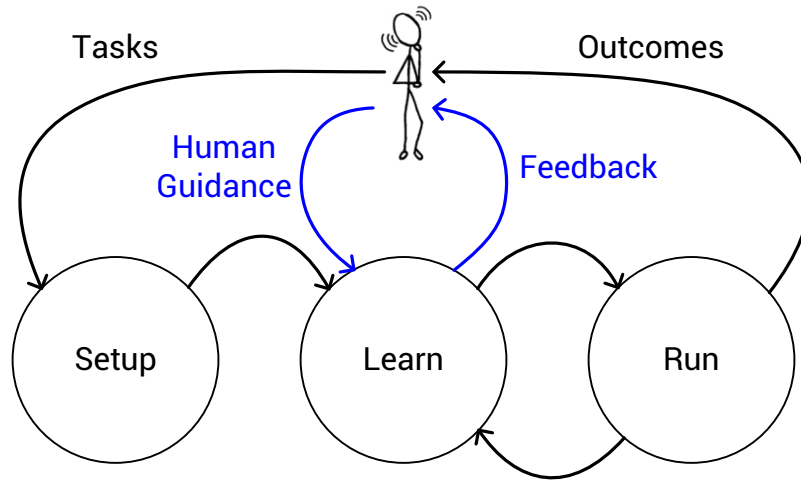 Tasks
Outcomes
Human
Guidance
Feedback
Setup
Learn
Run